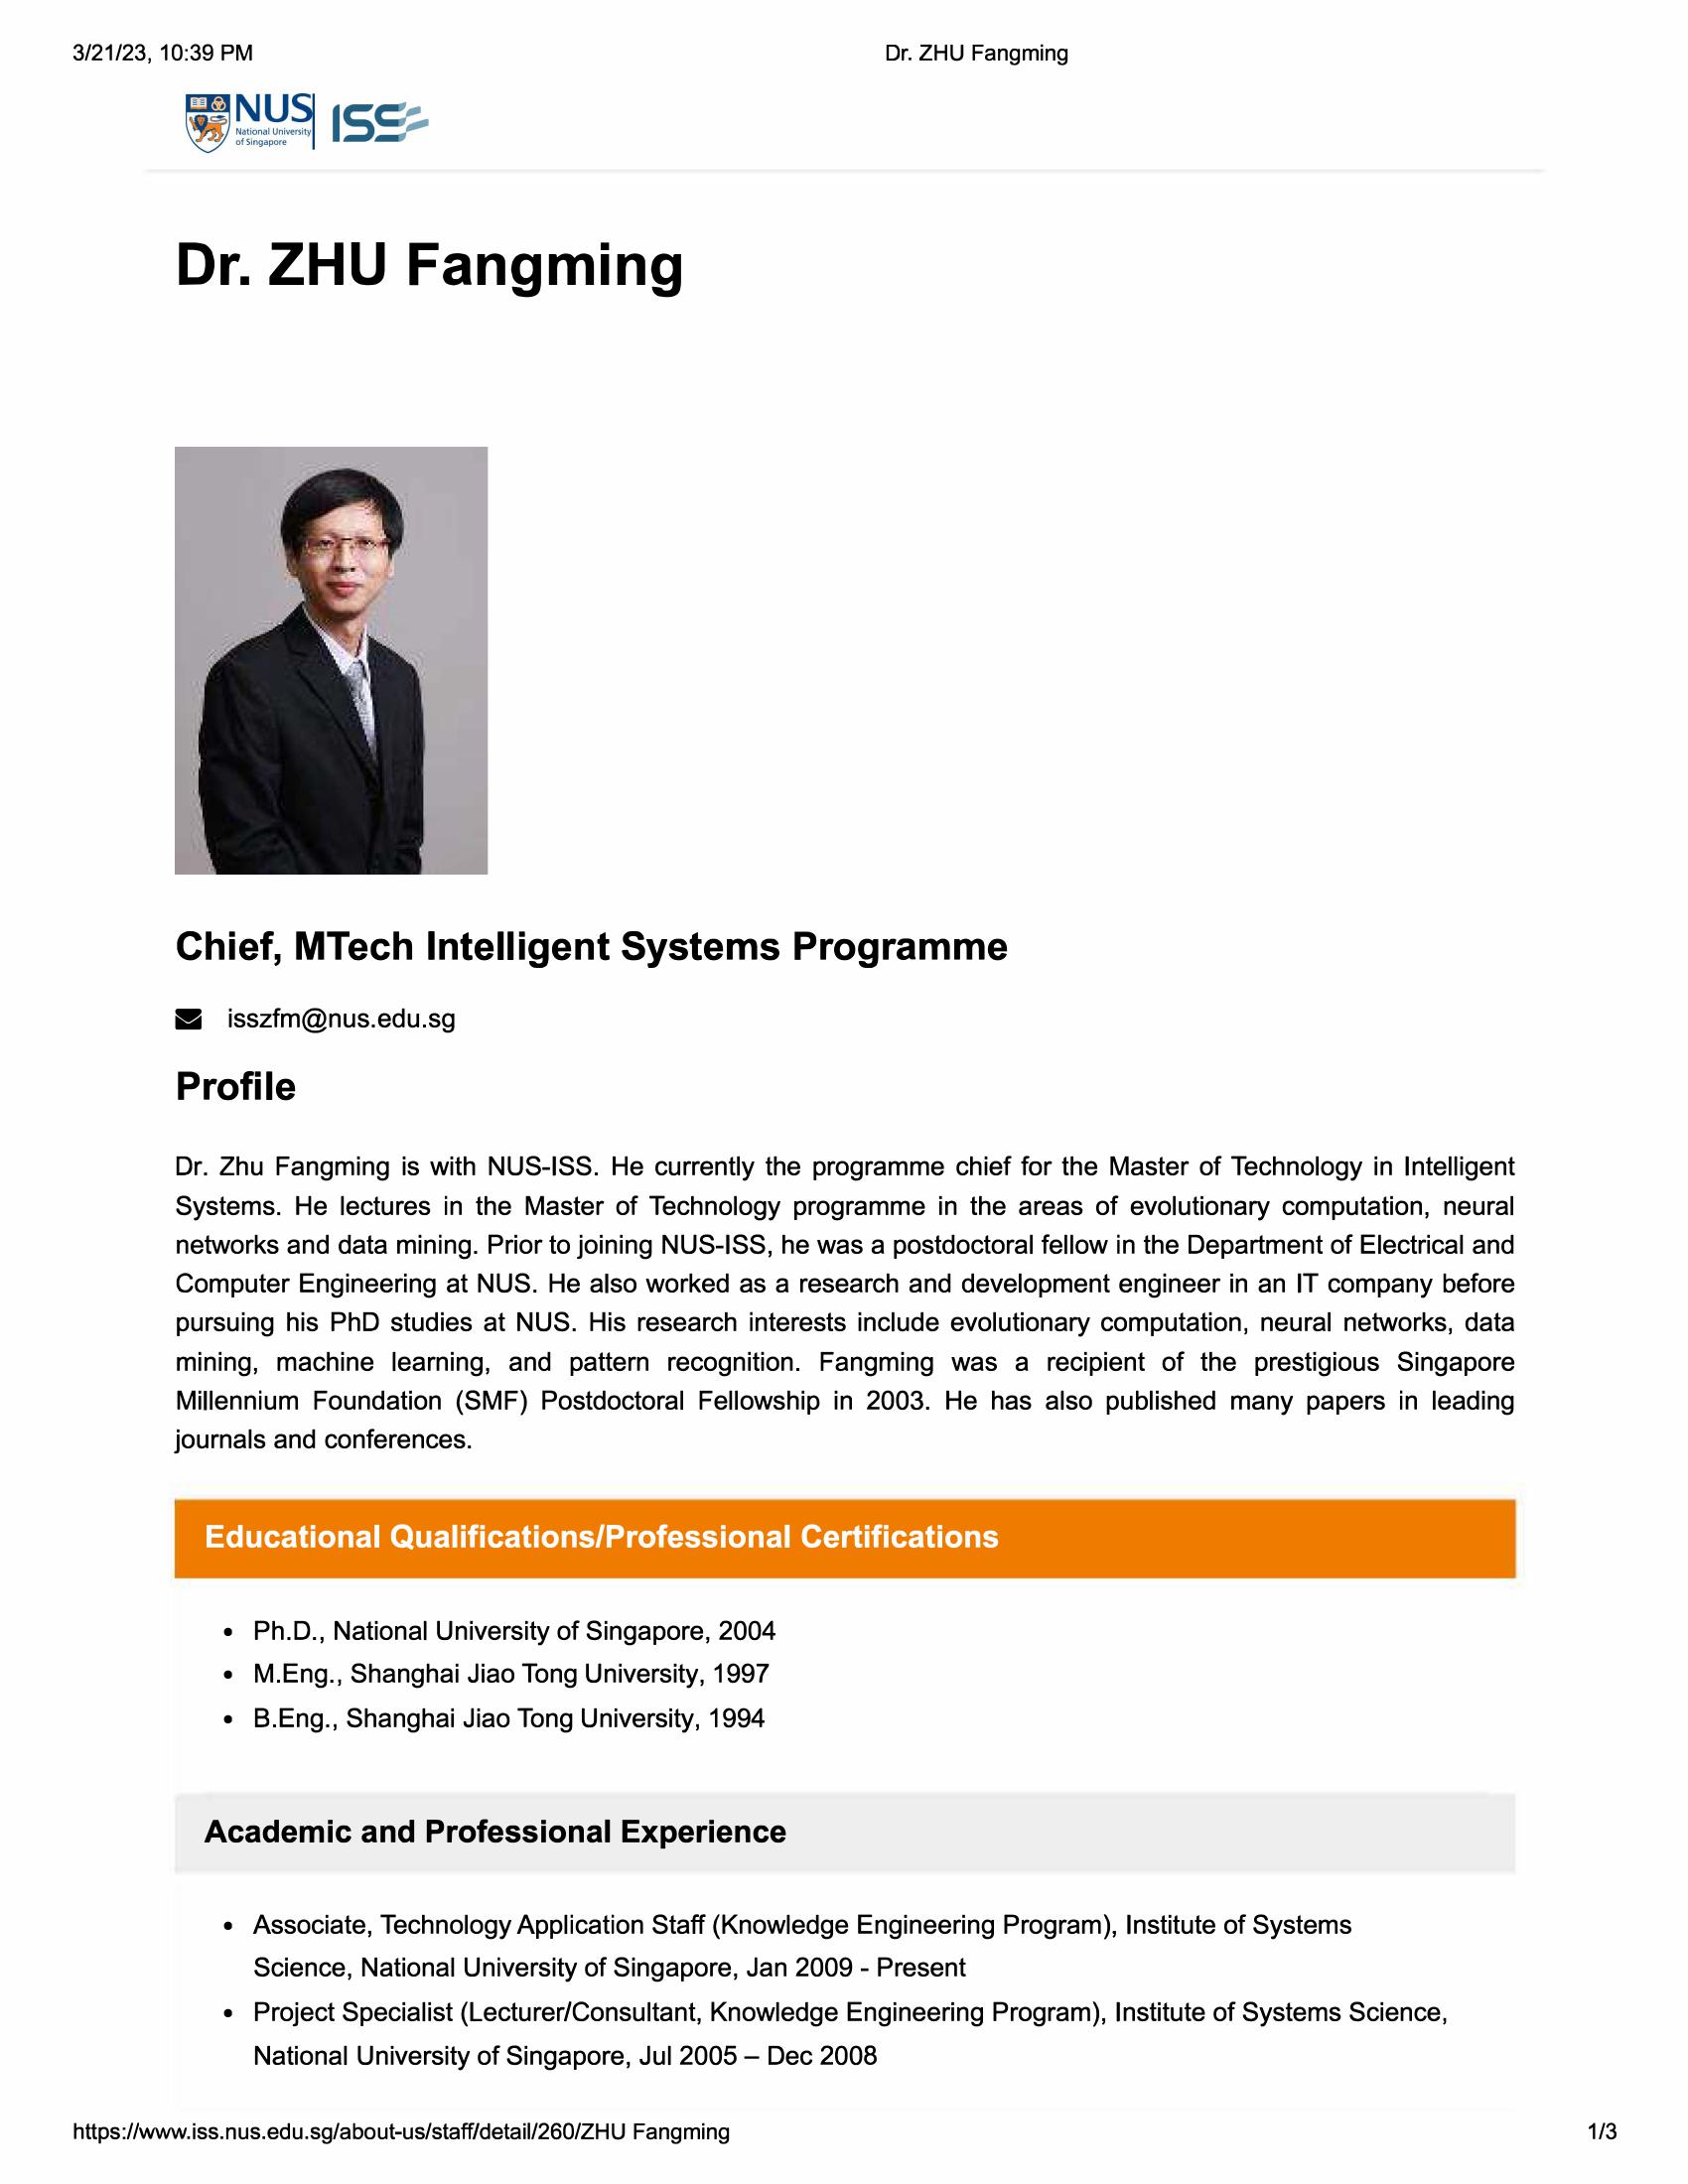 3/21/23, 10:39 PM
Dr. ZHU Fangming
NUS
National University
of Singapore
ISS
Dr. ZHU Fangming
Chief, MTech Intelligent Systems Programme
isszfm@nus.edu.sg
Profile
Dr. Zhu Fangming is with NUS-ISS. He currently the programme chief for the Master of Technology in Intelligent
Systems. He lectures in the Master of Technology programme in the areas of evolutionary computation, neural
networks and data mining. Prior to joining NUS-ISS, he was a postdoctoral fellow in the Department of Electrical and
Computer Engineering at NUS. He also worked as a research and development engineer in an IT company before
pursuing his PhD studies at NUS. His research interests include evolutionary computation, neural networks, data
mining, machine learning, and pattern recognition. Fangming was a recipient of the prestigious Singapore
Millennium Foundation (SMF) Postdoctoral Fellowship in 2003. He has also published many papers in leading
journals and conferences.
Educational Qualifications/Professional Certifications
• Ph.D., National University of Singapore, 2004
• M.Eng., Shanghai Jiao Tong University, 1997
• B.Eng., Shanghai Jiao Tong University, 1994
Academic and Professional Experience
• Associate, Technology Application Staff (Knowledge Engineering Program), Institute of Systems
Science, National University of Singapore, Jan 2009 - Present
• Project Specialist (Lecturer/Consultant, Knowledge Engineering Program), Institute of Systems Science,
National University of Singapore, Jul 2005 – Dec 2008
https://www.iss.nus.edu.sg/about-us/staff/detail/260/ZHU Fangming
1/3